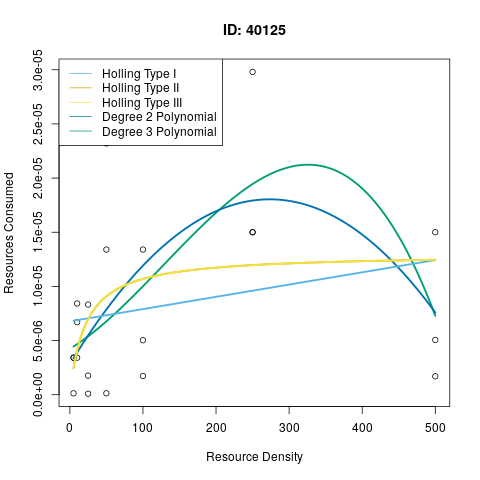 ID: 40125
Holling Type I
Holling Type II
Holling Type III
Degree 2 Polynomial
Degree 3 Polynomial
Resources Consumed
0.0e+00
5.0e-06
1.0e-05
1.5e-05
2.0e-05
2.5e-05
3.0e-05
0
100
200
300
400
500
Resource Density